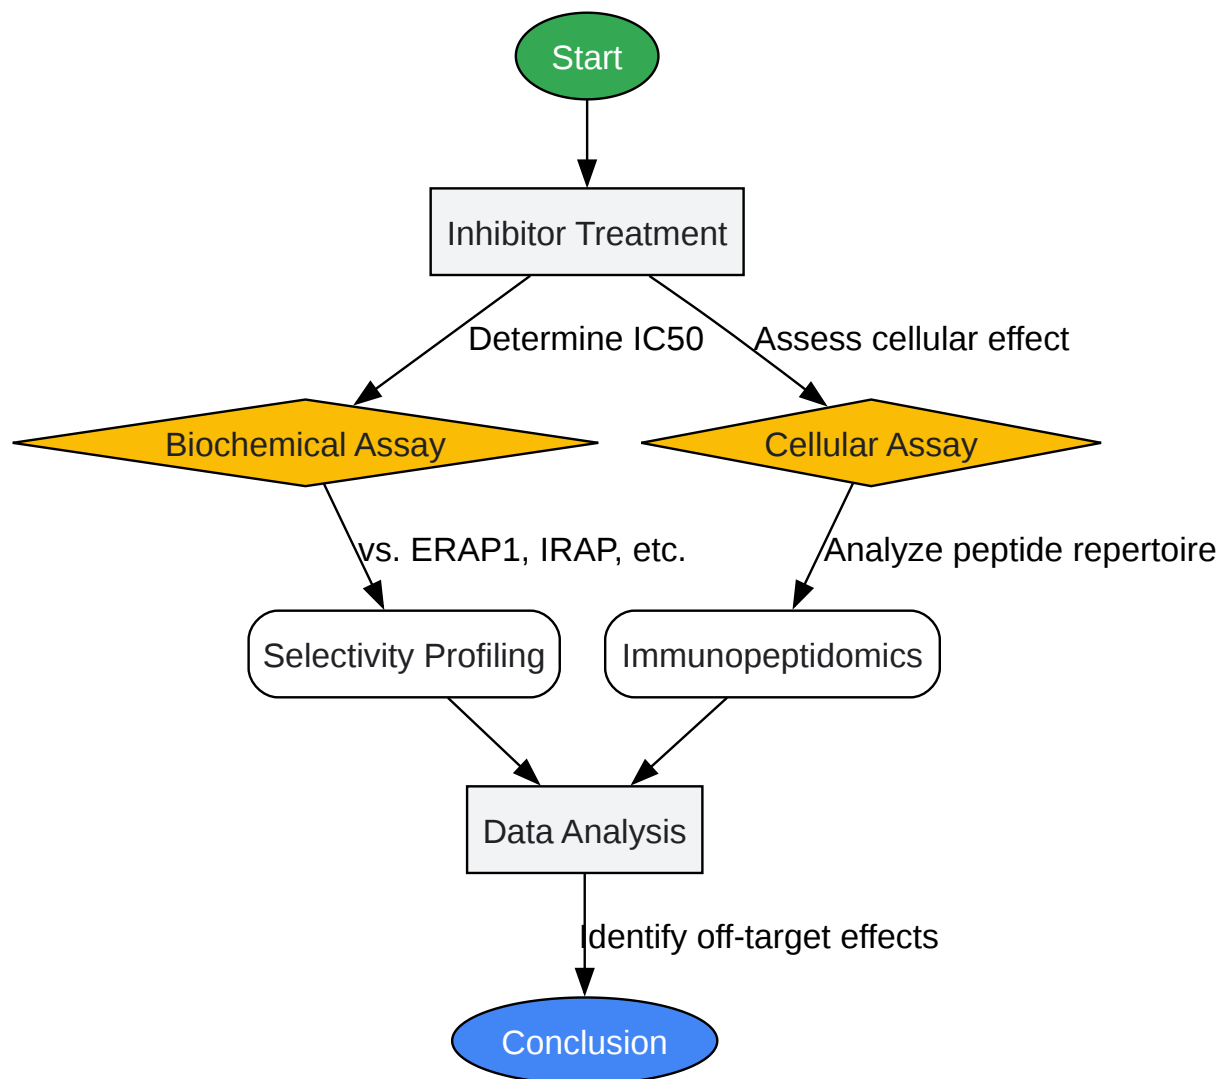 Start
Inhibitor Treatment
Determine IC50
Assess cellular effect
Biochemical Assay
Cellular Assay
vs. ERAP1, IRAP, etc.
Analyze peptide repertoire
Selectivity Profiling
Immunopeptidomics
Data Analysis
Identify off-target effects
Conclusion